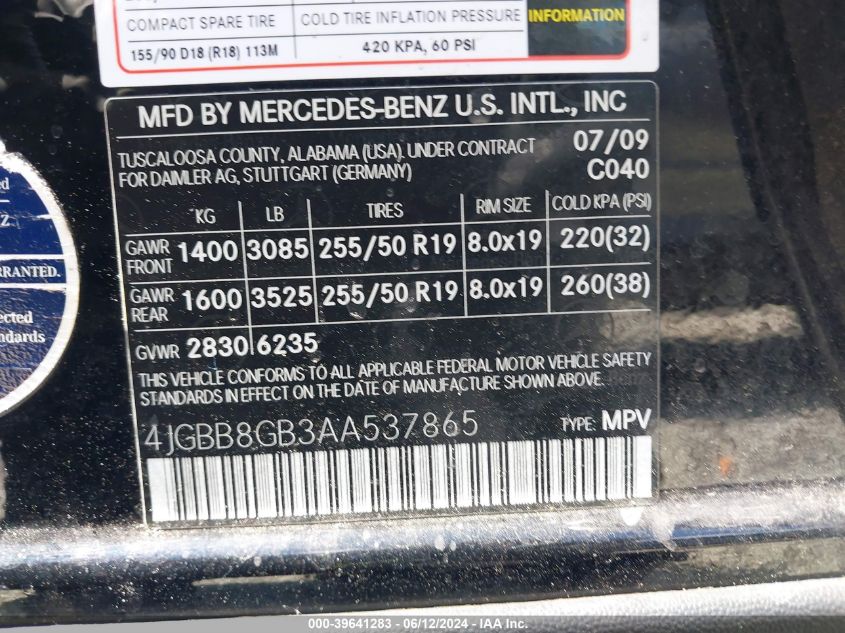 COMPACT SPARE TIRE COLD TIRE INFLATION PRESSURE INFORMATION
155/90 D18 (R18) 113M 420 KPA, 60 PSI
MFD BY MERCEDES-BENZ U.S. INTL., INC
TUSCALOOSA COUNTY, ALABAMA (USA). UNDER CONTRACT 07/09
FOR DAIMLER AG, STUTTGART (GERMANY) C040
KG LB TIRES RIM SIZE COLD KPA (PSI)
GAWR FRONT 1400 3085 255/50 R19 8.0x19 220(32)
GAWR REAR 1600 3525 255/50 R19 8.0x19 260(38)
GVWR 2830 6235
THIS VEHICLE CONFORMS TO ALL APPLICABLE FEDERAL MOTOR VEHICLE SAFETY
STANDARDS IN EFFECT ON THE DATE OF MANUFACTURE SHOWN ABOVE.
4JGBB8GB3AA537865 TYPE: MPV
RRANTED.
ndards
000-39641283 - 06/12/2024 - IAAI.com